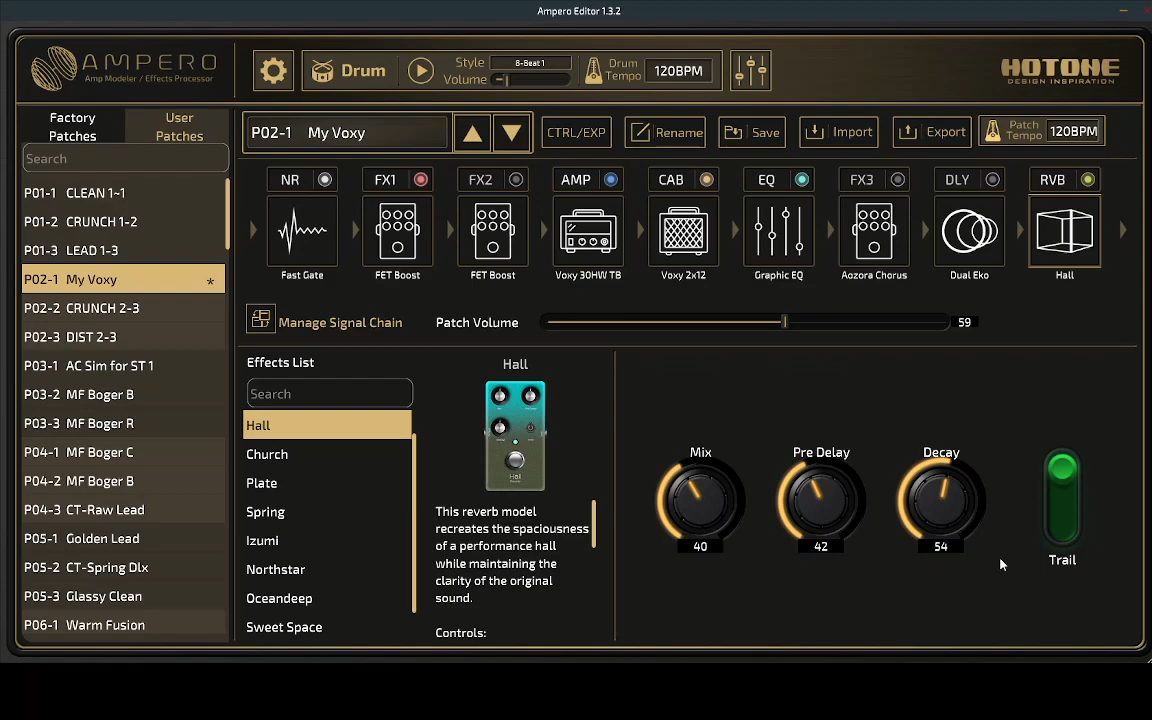 Ampero Editor 1.3.2
AMPERO
Amp Modeler / Effects Processor
Drum
Style
8-Beat 1
Volume
Drum
Tempo
120BPM
HOTONE
DESIGN INSPIRATION
Factory
Patches
User
Patches
Search
P01-1 CLEAN 1~1
P01-2 CRUNCH 1-2
P01-3 LEAD 1-3
P02-1 My Voxy *
P02-2 CRUNCH 2-3
P02-3 DIST 2-3
P03-1 AC Sim for ST 1
P03-2 MF Boger B
P03-3 MF Boger R
P04-1 MF Boger C
P04-2 MF Boger B
P04-3 CT-Raw Lead
P05-1 Golden Lead
P05-2 CT-Spring Dlx
P05-3 Glassy Clean
P06-1 Warm Fusion
P02-1 My Voxy
CTRL/EXP
Rename
Save
Import
Export
Patch
Tempo
120BPM
NR
FX1
FX2
AMP
CAB
EQ
FX3
DLY
RVB
Fast Gate
FET Boost
FET Boost
Voxy 30HW TB
Voxy 2x12
Graphic EQ
Aozora Chorus
Dual Eko
Hall
Manage Signal Chain
Patch Volume
59
Effects List
Search
Hall
Church
Plate
Spring
Izumi
Northstar
Oceandeep
Sweet Space
Hall
Hall
This reverb model
recreates the spaciousness
of a performance hall
while maintaining the
clarity of the original
sound.
Controls:
Mix
40
Pre Delay
42
Decay
54
Trail